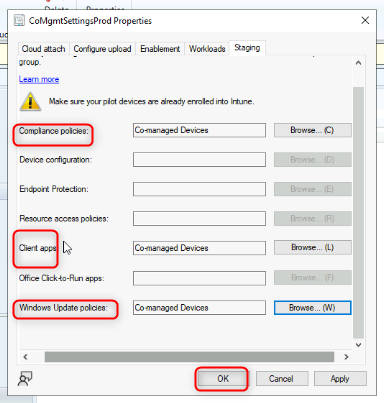 Properties
CoMgmtSettingsProd Properties
Cloud attach Configure upload Enablement Workloads Staging
group.
Learn more
Make sure your pilot devices are already enrolled into Intune.
Compliance policies: Co-managed Devices Browse... (C)
Device configuration: Browse... (D)
Endpoint Protection: Browse... (E)
Resource access policies: Browse... (R)
Client apps: Co-managed Devices Browse... (L)
Office Click-to-Run apps: Browse... (F)
Windows Update policies: Co-managed Devices Browse... (W)
OK Cancel Apply